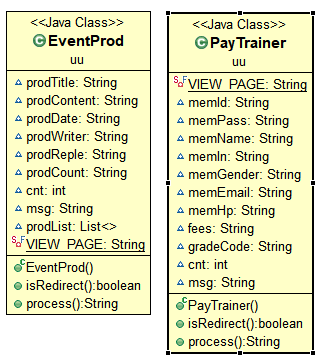 <<Java Class>>
EventProd
uu
prodTitle: String
prodContent: String
prodDate: String
prodWriter: String
prodReple: String
prodCount: String
cnt: int
msg: String
prodList: List<>
VIEW_PAGE: String
EventProd()
isRedirect():boolean
process():String
<<Java Class>>
PayTrainer
uu
VIEW_PAGE: String
memId: String
memPass: String
memName: String
memIn: String
memGender: String
memEmail: String
memHp: String
fees: String
gradeCode: String
cnt: int
msg: String
PayTrainer()
isRedirect():boolean
process():String